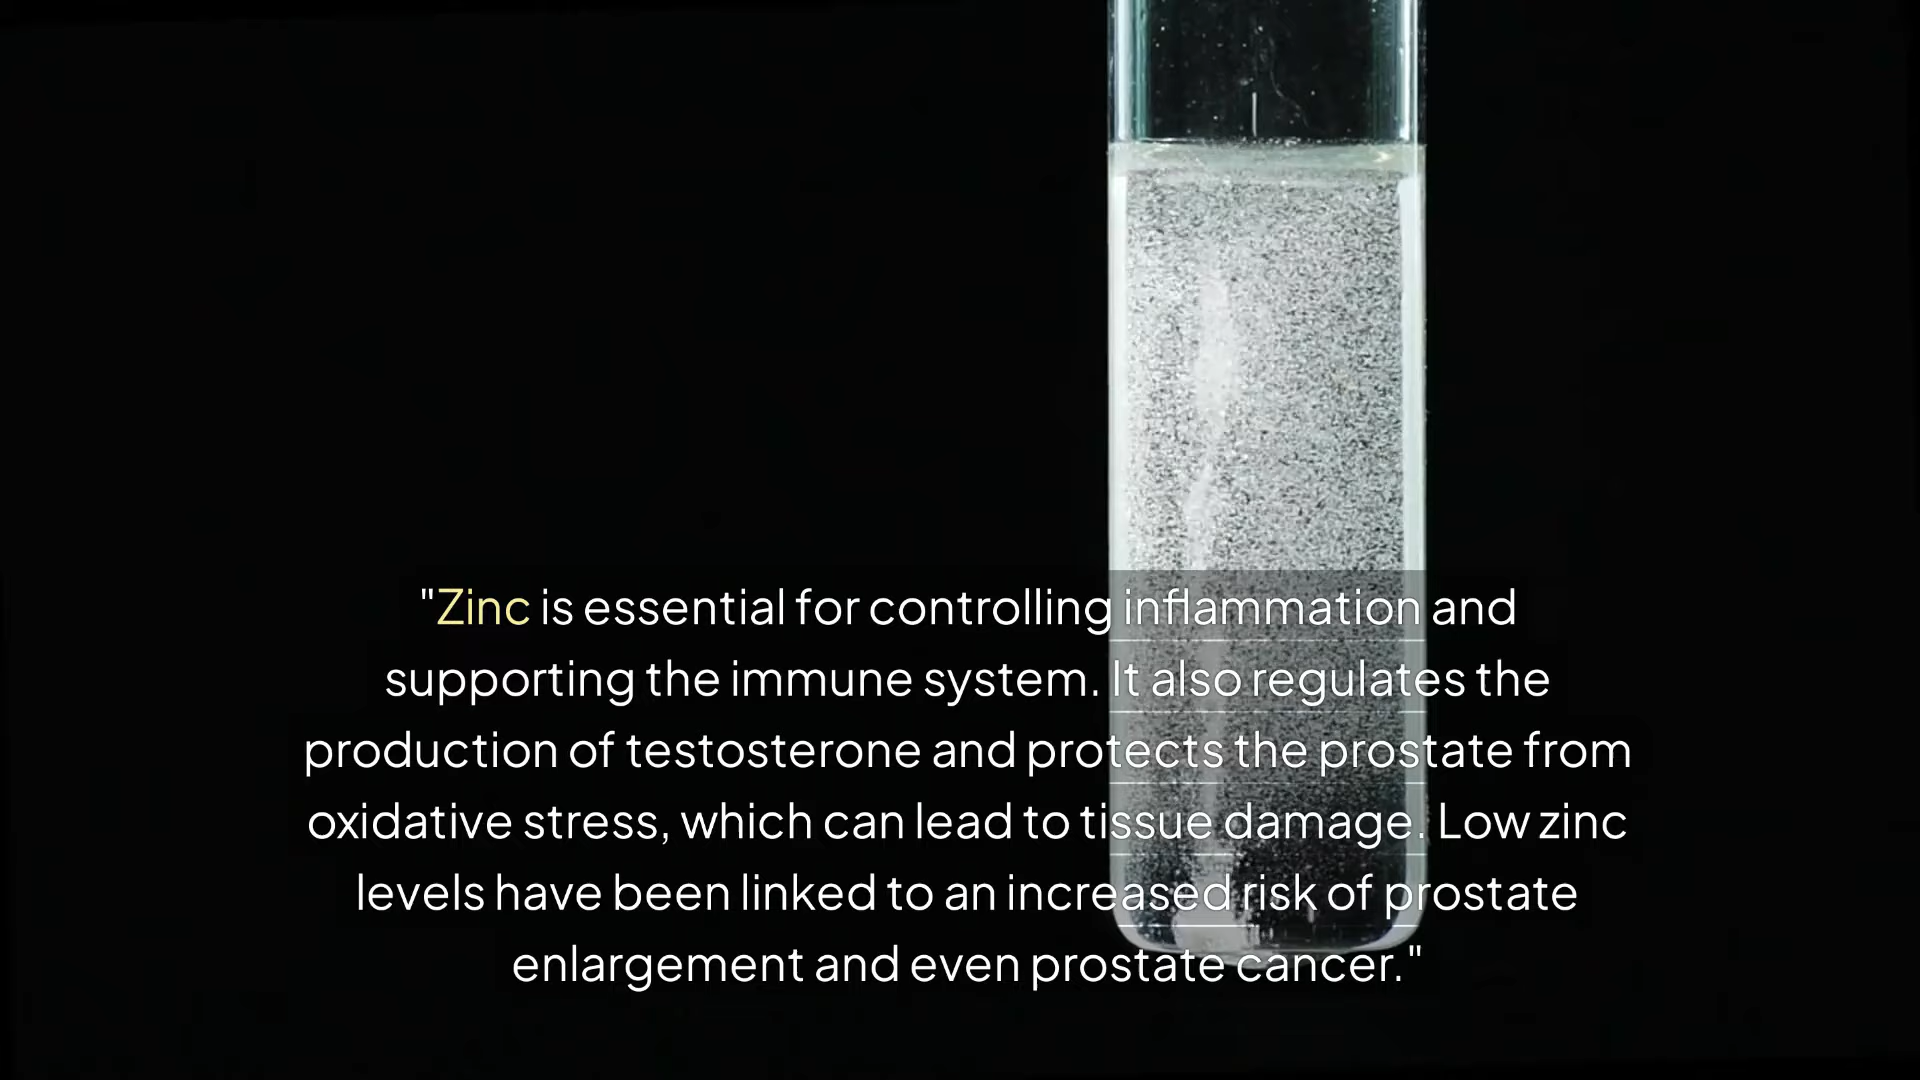 "Zinc is essential for controlling inflammation and
supporting the immune system. It also regulates the
production of testosterone and protects the prostate from
oxidative stress, which can lead to tissue damage. Low zinc
levels have been linked to an increased risk of prostate
enlargement and even prostate cancer."